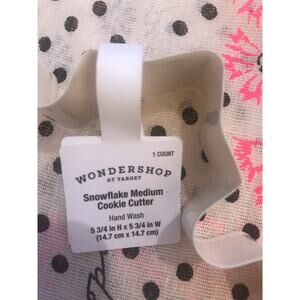 1 COUNT
WONDERSHOP
AT TARGET
Snowflake Medium
Cookie Cutter
Hand Wash
5 3/4 in H x 5 3/4 in W
(14.7 cm x 14.7 cm)